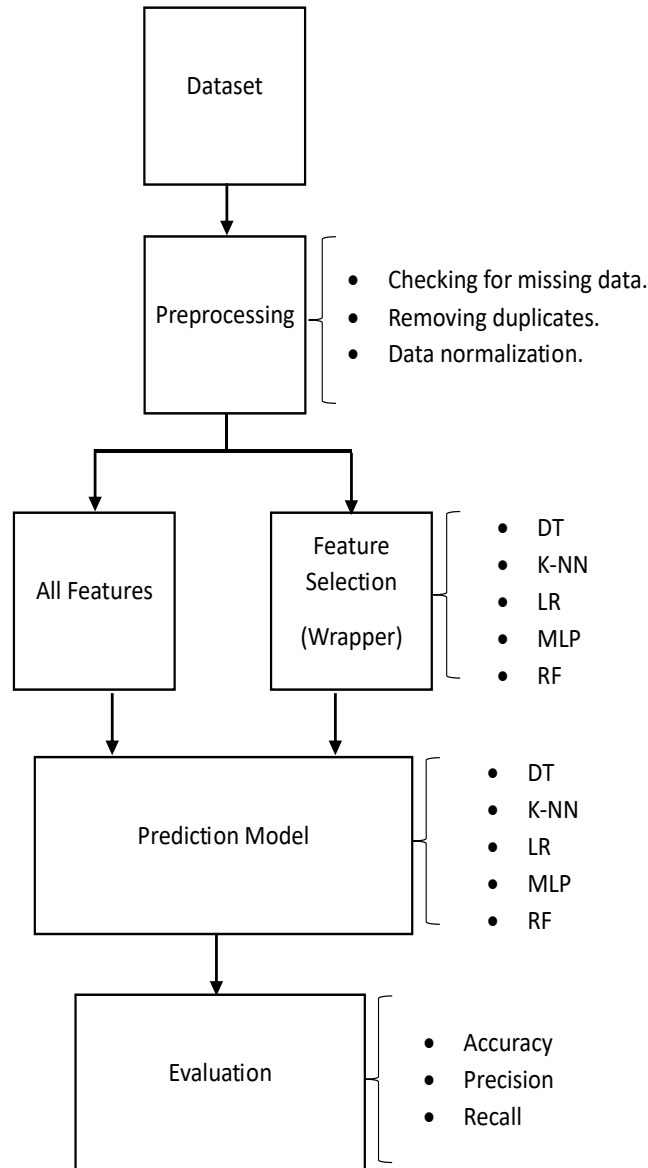 Dataset
Preprocessing
• Checking for missing data.
• Removing duplicates.
• Data normalization.
All Features
Feature
Selection
(Wrapper)
• DT
• K-NN
• LR
• MLP
• RF
Prediction Model
• DT
• K-NN
• LR
• MLP
• RF
Evaluation
• Accuracy
• Precision
• Recall